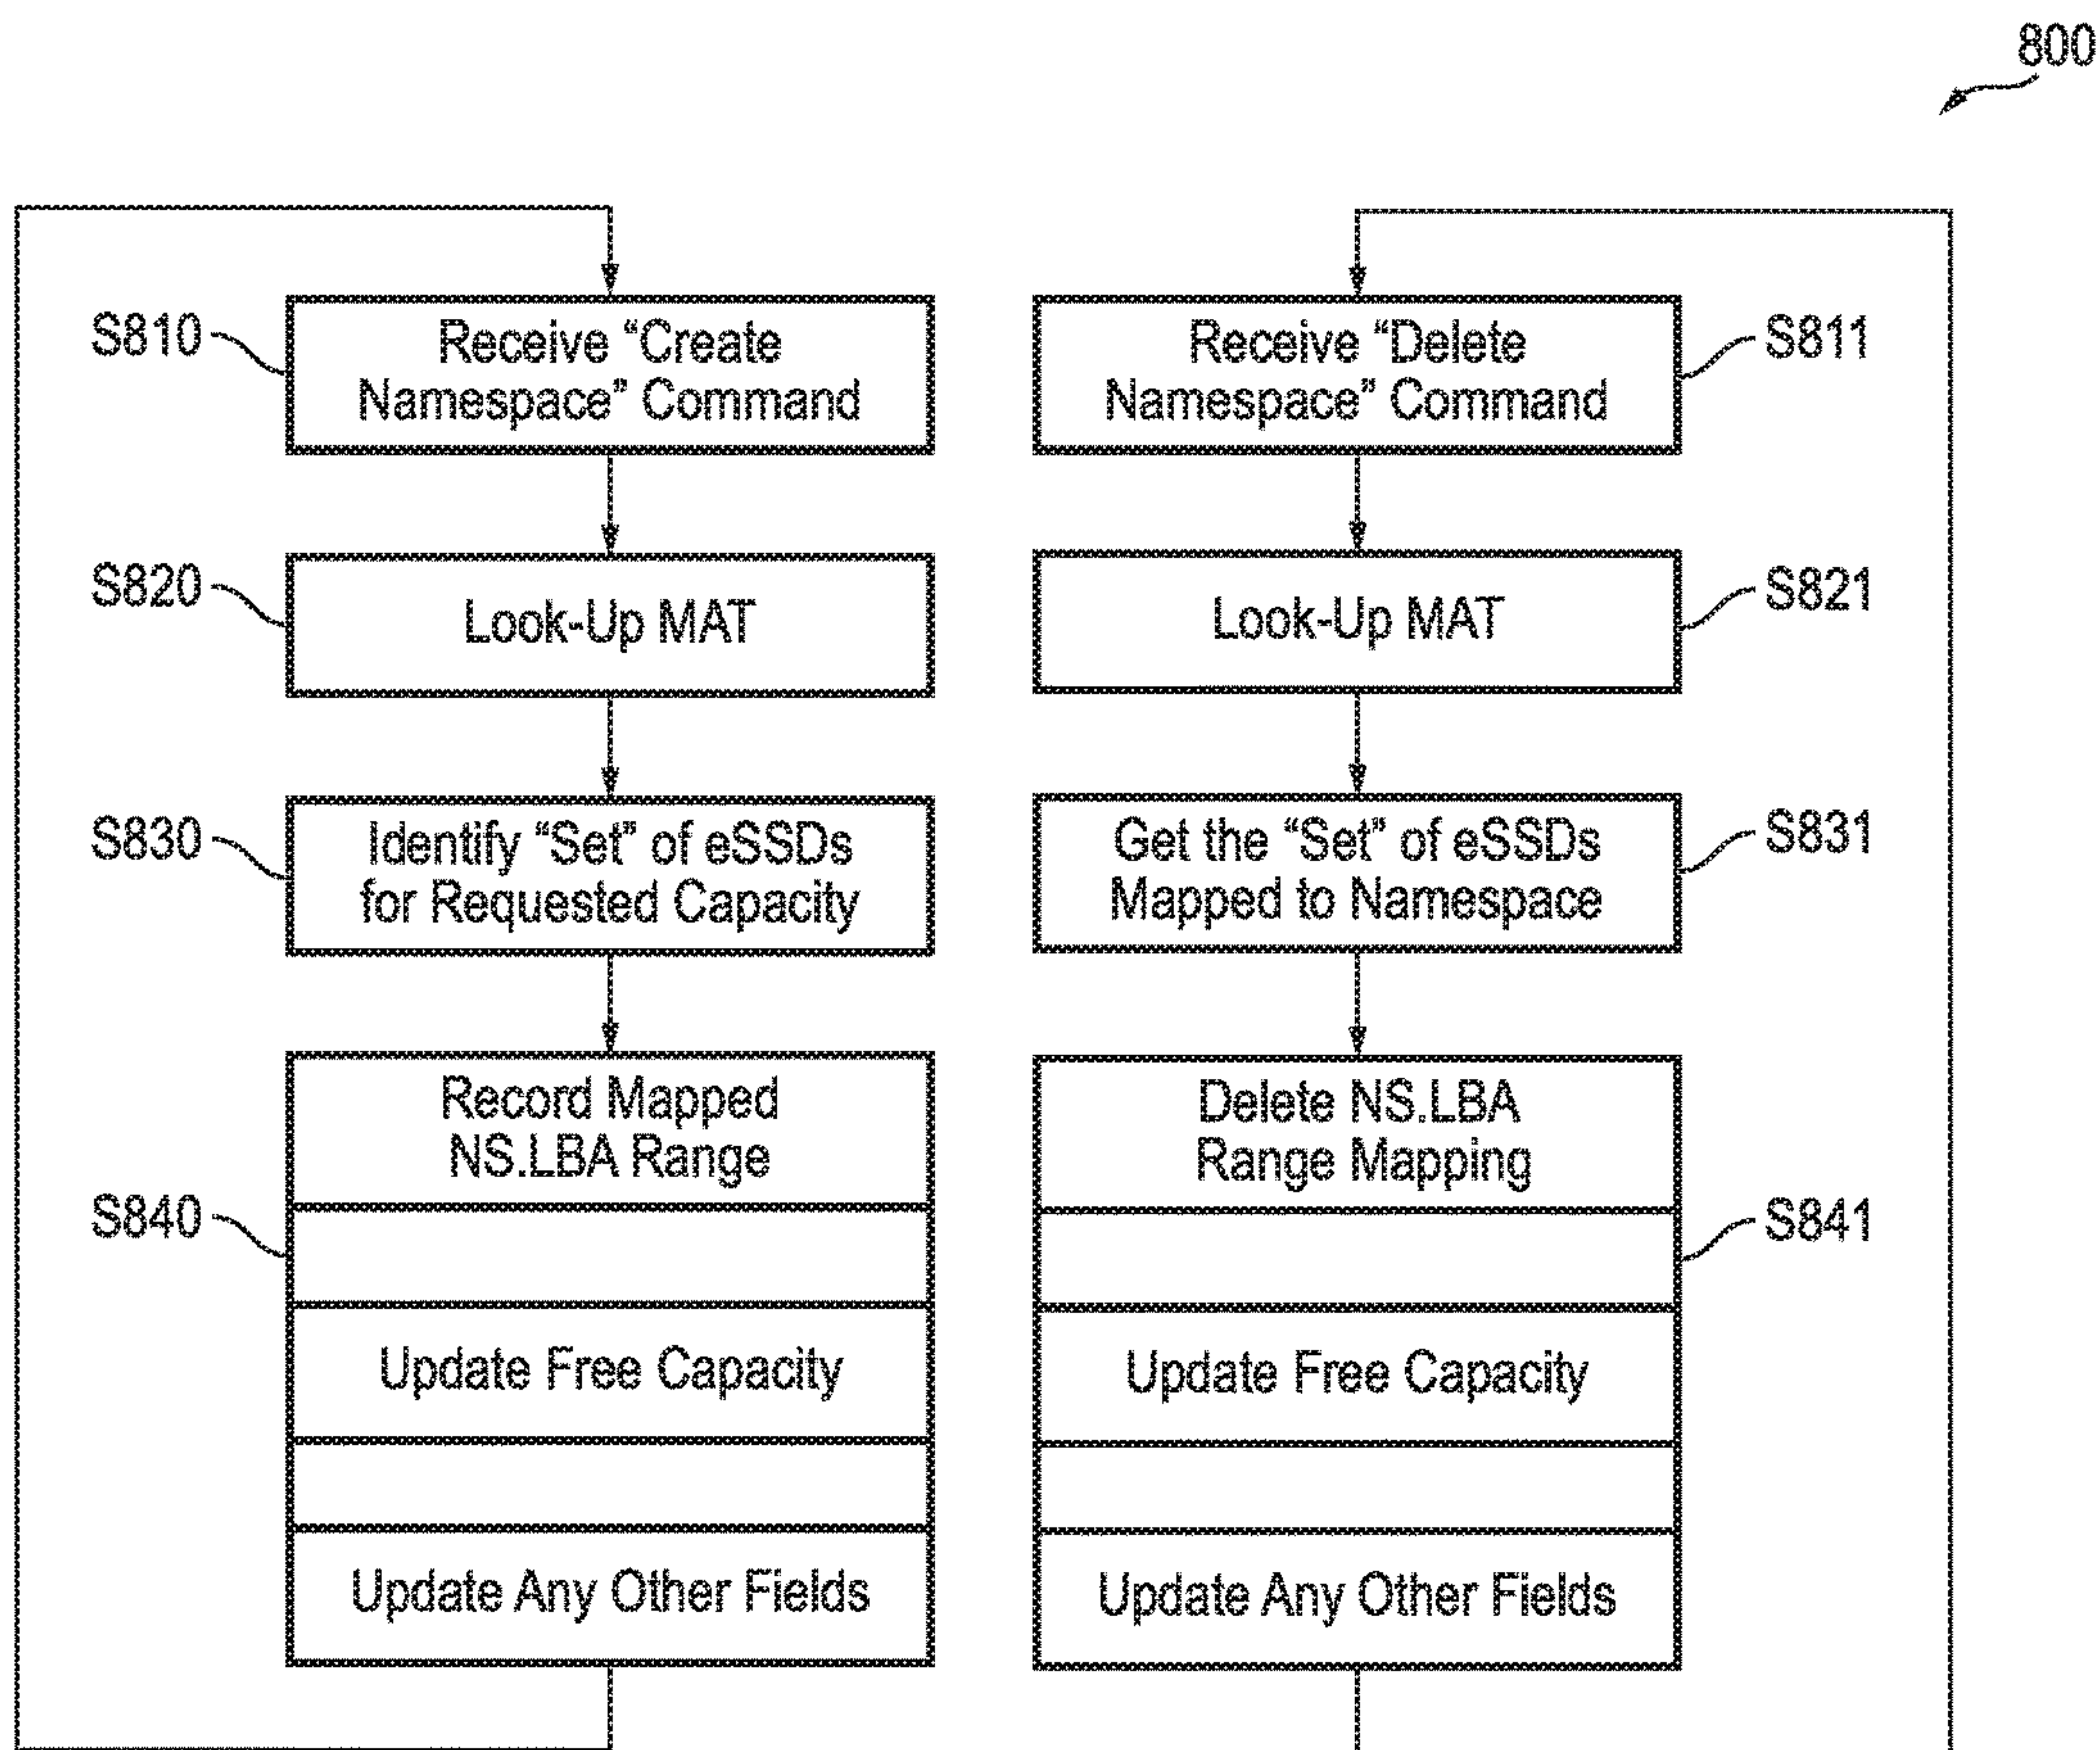 800
S810
Receive “Create
Namespace” Command
S820
Look-Up MAT
S830
Identify “Set” of eSSDs
for Requested Capacity
S840
Record Mapped
NS.LBA Range
Update Free Capacity
Update Any Other Fields
Receive “Delete
Namespace” Command
S811
Look-Up MAT
S821
Get the “Set” of eSSDs
Mapped to Namespace
S831
Delete NS.LBA
Range Mapping
S841
Update Free Capacity
Update Any Other Fields